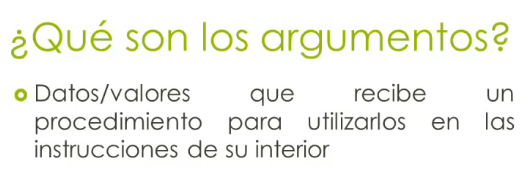 ¿Qué son los argumentos?
Datos/valores que recibe un
procedimiento para utilizarlos en las
instrucciones de su interior